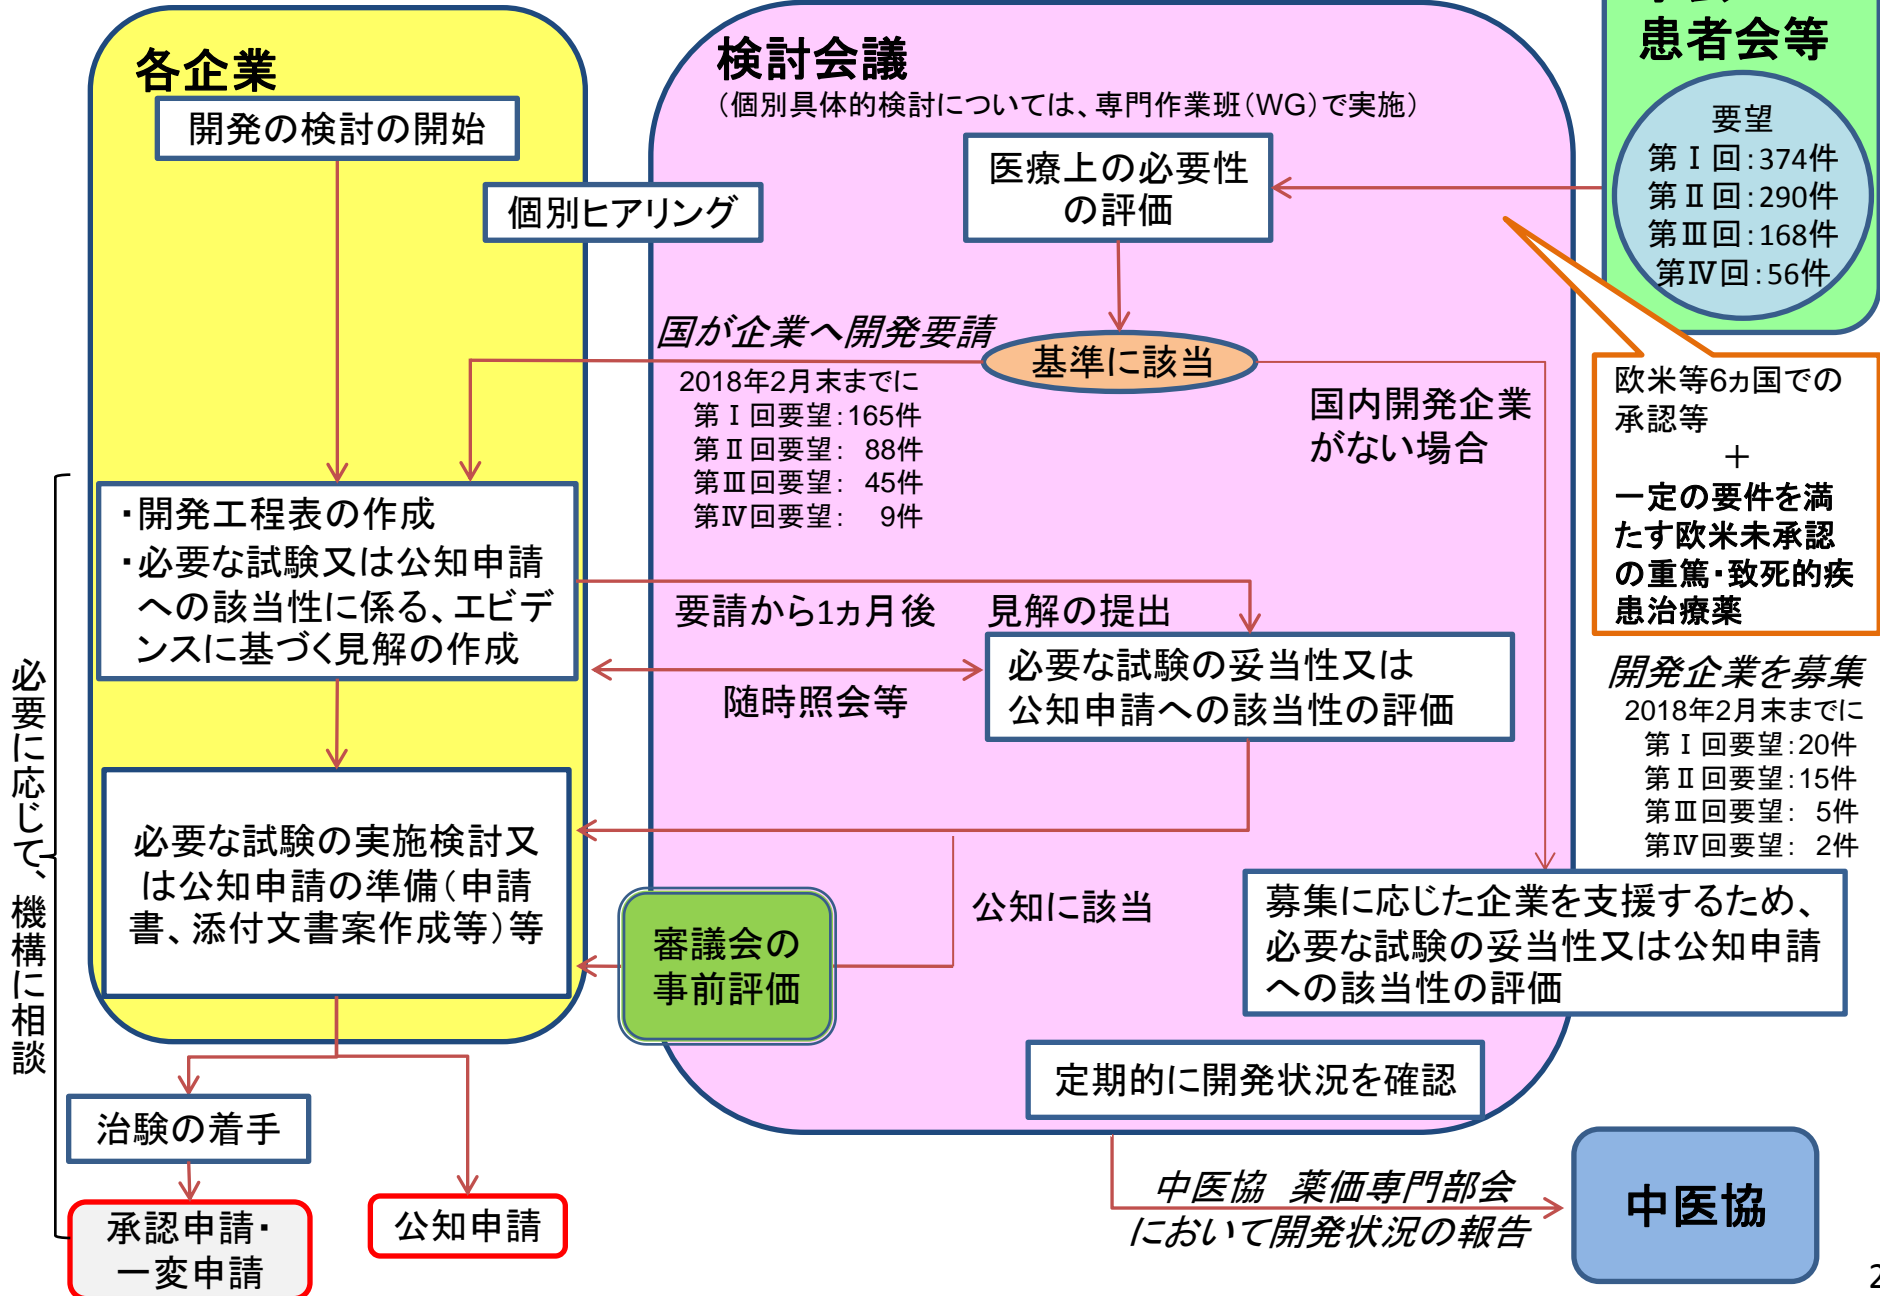 各企業
開発の検討の開始
個別ヒアリング
・開発工程表の作成
・必要な試験又は公知申請
への該当性に係る、エビデ
ンスに基づく見解の作成
必要な試験の実施検討又
は公知申請の準備（申請
書、添付文書案作成等）等
治験の着手
承認申請・
一変申請
公知申請
必要に応じて、機構に相談
検討会議
（個別具体的検討については、専門作業班（WG）で実施）
医療上の必要性
の評価
基準に該当
国が企業へ開発要請
2018年2月末までに
第Ⅰ回要望：165件
第Ⅱ回要望： 88件
第Ⅲ回要望： 45件
第Ⅳ回要望： 9件
国内開発企業
がない場合
要請から1ヵ月後 見解の提出
随時照会等
必要な試験の妥当性又は
公知申請への該当性の評価
公知に該当
審議会の
事前評価
募集に応じた企業を支援するため、
必要な試験の妥当性又は公知申請
への該当性の評価
定期的に開発状況を確認
中医協 薬価専門部会
において開発状況の報告
中医協
患者会等
要望
第Ⅰ回：374件
第Ⅱ回：290件
第Ⅲ回：168件
第Ⅳ回：56件
欧米等6ヵ国での
承認等
＋
一定の要件を満
たす欧米未承認
の重篤・致死的疾
患治療薬
開発企業を募集
2018年2月末までに
第Ⅰ回要望：20件
第Ⅱ回要望：15件
第Ⅲ回要望： 5件
第Ⅳ回要望： 2件
2